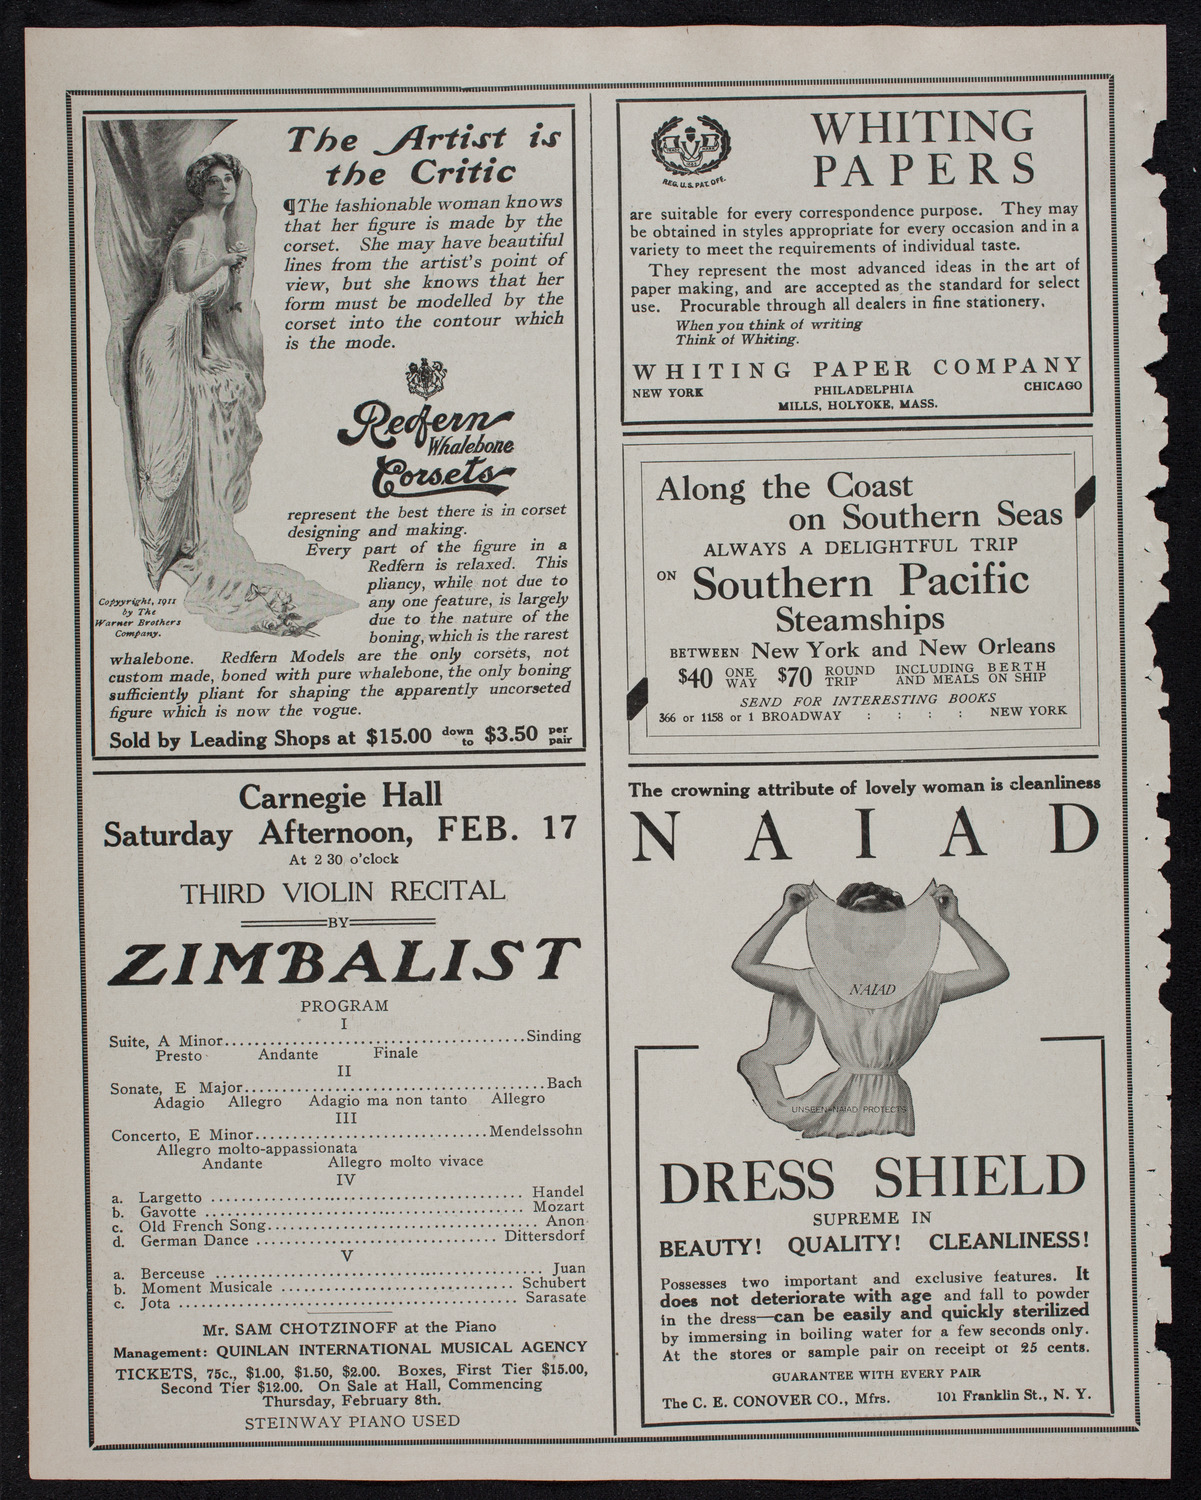 The Artist is
the Critic
¶The fashionable woman knows
that her figure is made by the
corset. She may have beautiful
lines from the artist's point of
view, but she knows that her
form must be modelled by the
corset into the contour which
is the mode.
Redfern
Whalebone
Corsets
represent the best there is in corset
designing and making.
Every part of the figure in a
Redfern is relaxed. This
pliancy, while not due to
any one feature, is largely
due to the nature of the
boning, which is the rarest
Copyright, 1911
by The
Warner Brothers
Company.
whalebone. Redfern Models are the only corsets, not
custom made, boned with pure whalebone, the only boning
sufficiently pliant for shaping the apparently uncorseted
figure which is now the vogue.
Sold by Leading Shops at $15.00 down to $3.50 per pair
Carnegie Hall
Saturday Afternoon, FEB. 17
At 2 30 o'clock
THIRD VIOLIN RECITAL
BY
ZIMBALIST
PROGRAM
I
Suite, A Minor........................................Sinding
Presto Andante Finale
II
Sonate, E Major........................................Bach
Adagio Allegro Adagio ma non tanto Allegro
III
Concerto, E Minor...............................Mendelssohn
Allegro molto-appassionata
Andante Allegro molto vivace
IV
a. Largetto ........................................ Handel
b. Gavotte ........................................ Mozart
c. Old French Song.................................... Anon
d. German Dance ................................ Dittersdorf
V
a. Berceuse ........................................... Juan
b. Moment Musicale ............................... Schubert
c. Jota ............................................. Sarasate
Mr. SAM CHOTZINOFF at the Piano
Management: QUINLAN INTERNATIONAL MUSICAL AGENCY
TICKETS, 75c., $1.00, $1.50, $2.00. Boxes, First Tier $15.00,
Second Tier $12.00. On Sale at Hall, Commencing
Thursday, February 8th.
STEINWAY PIANO USED
REG. U.S. PAT. OFF.
WHITING
PAPERS
are suitable for every correspondence purpose. They may
be obtained in styles appropriate for every occasion and in a
variety to meet the requirements of individual taste.
They represent the most advanced ideas in the art of
paper making, and are accepted as the standard for select
use. Procurable through all dealers in fine stationery.
When you think of writing
Think of Whiting.
WHITING PAPER COMPANY
NEW YORK PHILADELPHIA CHICAGO
MILLS, HOLYOKE, MASS.
Along the Coast
on Southern Seas
ALWAYS A DELIGHTFUL TRIP
ON Southern Pacific
Steamships
BETWEEN New York and New Orleans
$40 ONE WAY $70 ROUND TRIP INCLUDING BERTH AND MEALS ON SHIP
SEND FOR INTERESTING BOOKS
366 or 1158 or 1 BROADWAY : : : : NEW YORK
The crowning attribute of lovely woman is cleanliness
NAIAD
NAIAD
UNSEEN-NAIAD PROTECTS
DRESS SHIELD
SUPREME IN
BEAUTY! QUALITY! CLEANLINESS!
Possesses two important and exclusive features. It
does not deteriorate with age and fall to powder
in the dress—can be easily and quickly sterilized
by immersing in boiling water for a few seconds only.
At the stores or sample pair on receipt of 25 cents.
GUARANTEE WITH EVERY PAIR
The C. E. CONOVER CO., Mfrs. 101 Franklin St., N. Y.